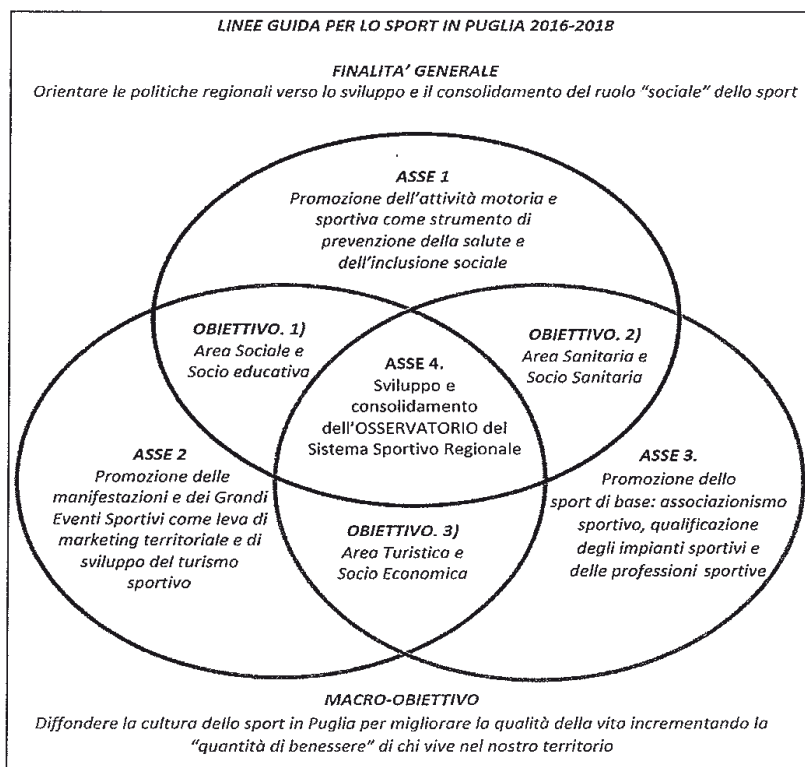 LINEE GUIDA PER LO SPORT IN PUGLIA 2016-2018
FINALITA' GENERALE
Orientare le politiche regionali verso lo sviluppo e il consolidamento del ruolo "sociale" dello sport
ASSE 1
Promozione dell'attività motoria e
sportiva come strumento di
prevenzione della salute e
dell'inclusione sociale
OBIETTIVO. 1)
Area Sociale e
Socio educativa
OBIETTIVO. 2)
Area Sanitaria e
Socio Sanitaria
ASSE 4.
Sviluppo e
consolidamento
dell'OSSERVATORIO del
Sistema Sportivo Regionale
ASSE 2
Promozione delle
manifestazioni e dei Grandi
Eventi Sportivi come leva di
marketing territoriale e di
sviluppo del turismo
sportivo
ASSE 3.
Promozione dello
sport di base: associazionismo
sportivo, qualificazione
degli impianti sportivi e
delle professioni sportive
OBIETTIVO. 3)
Area Turistica e
Socio Economica
MACRO-OBIETTIVO
Diffondere la cultura dello sport in Puglia per migliorare la qualità della vita incrementando la
"quantità di benessere" di chi vive nel nostro territorio